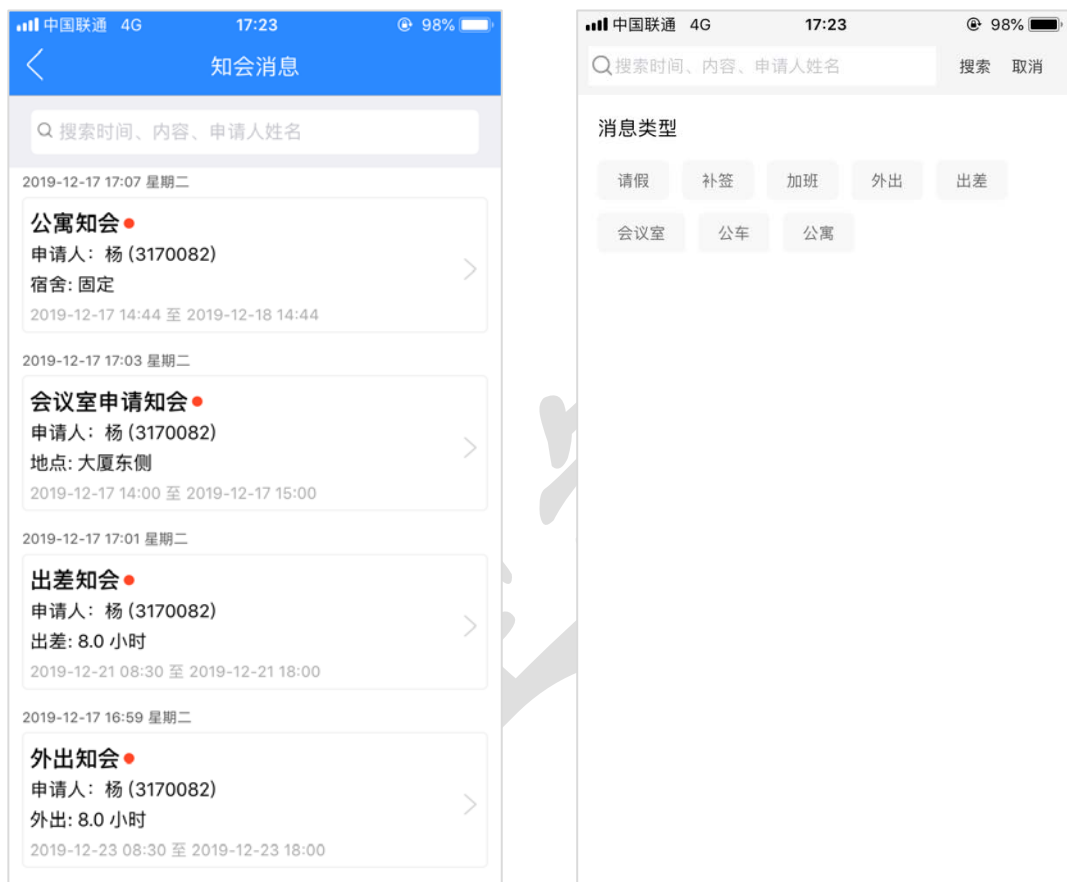 中国联通 4G 17:23 98%
知会消息
搜索时间、内容、申请人姓名
2019-12-17 17:07 星期二
公寓知会
申请人：杨 (3170082)
宿舍: 固定
2019-12-17 14:44 至 2019-12-18 14:44
2019-12-17 17:03 星期二
会议室申请知会
申请人：杨 (3170082)
地点: 大厦东侧
2019-12-17 14:00 至 2019-12-17 15:00
2019-12-17 17:01 星期二
出差知会
申请人：杨 (3170082)
出差: 8.0 小时
2019-12-21 08:30 至 2019-12-21 18:00
2019-12-17 16:59 星期二
外出知会
申请人：杨 (3170082)
外出: 8.0 小时
2019-12-23 08:30 至 2019-12-23 18:00
中国联通 4G 17:23 98%
搜索时间、内容、申请人姓名 搜索 取消
消息类型
请假 补签 加班 外出 出差
会议室 公车 公寓